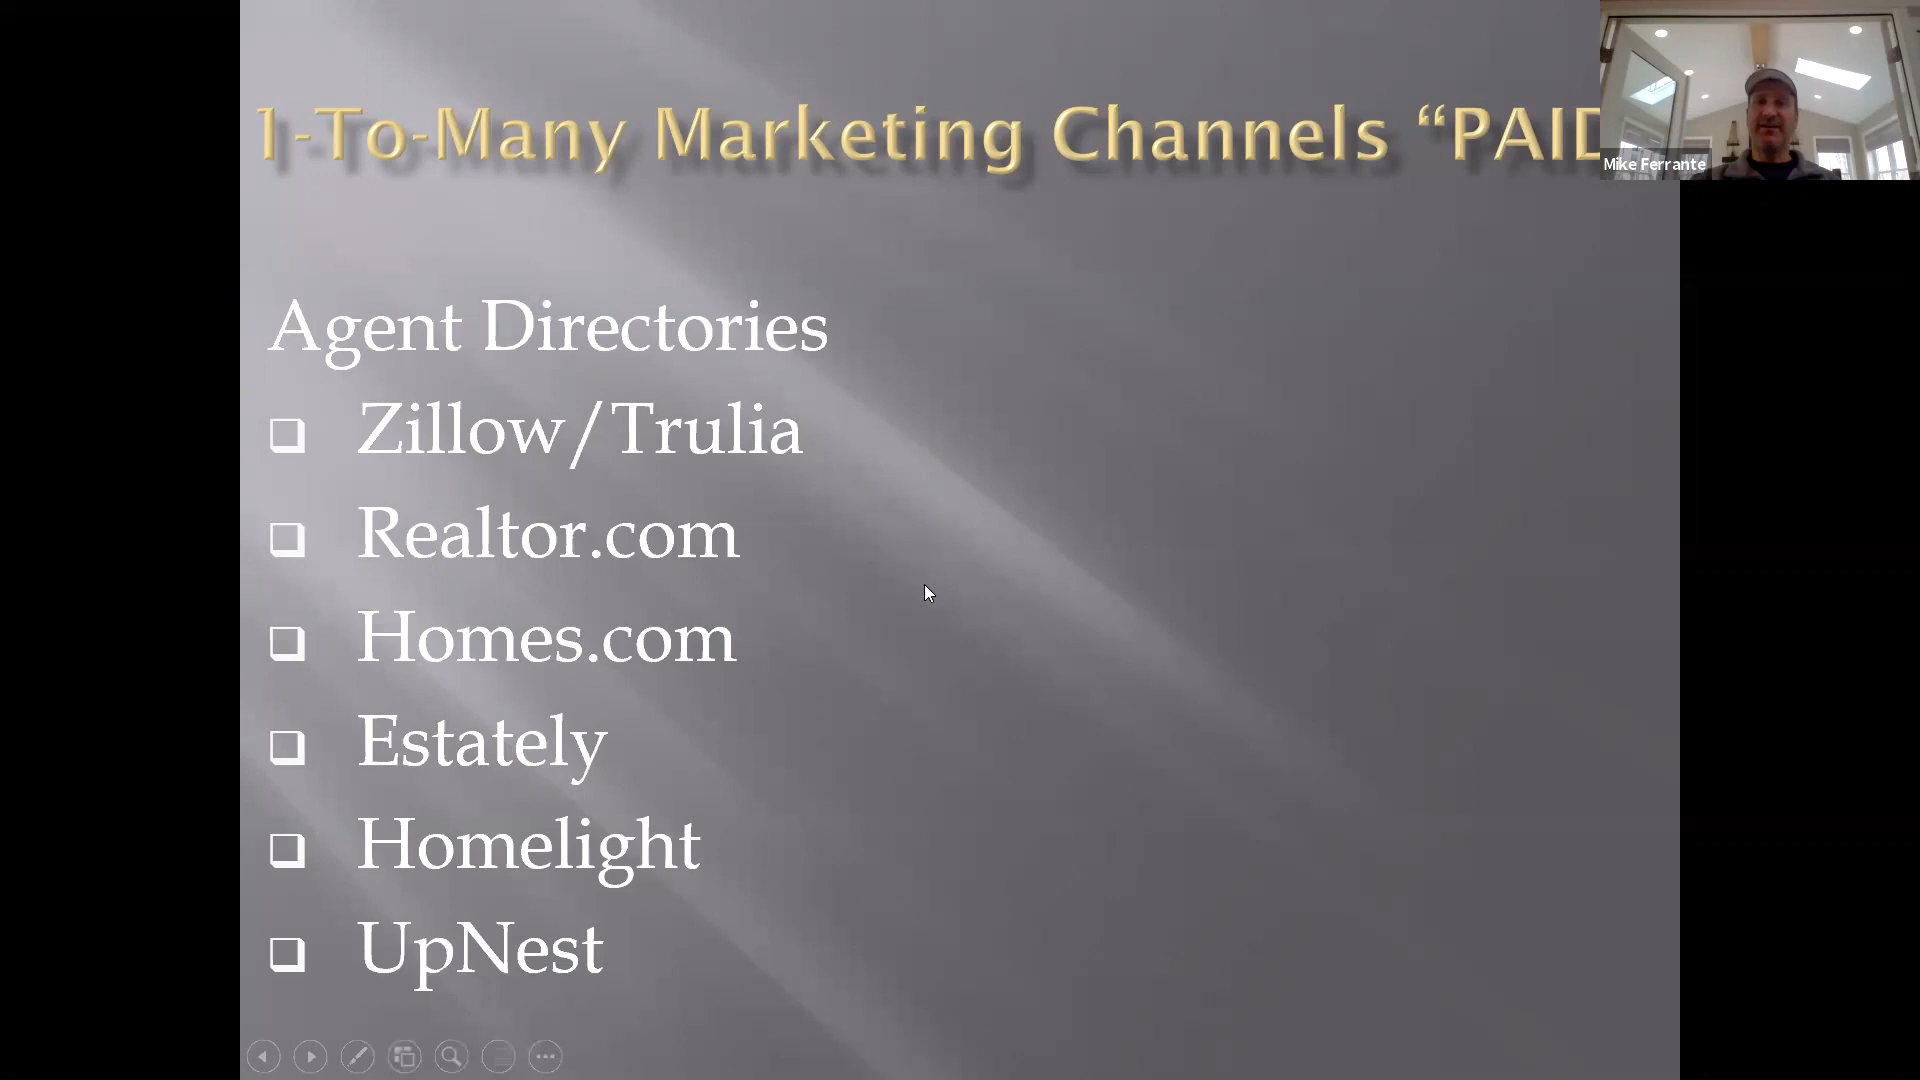 1-To-Many Marketing Channels “PAID
Mike Ferrante
Agent Directories
Zillow/Trulia
Realtor.com
Homes.com
Estately
Homelight
UpNest